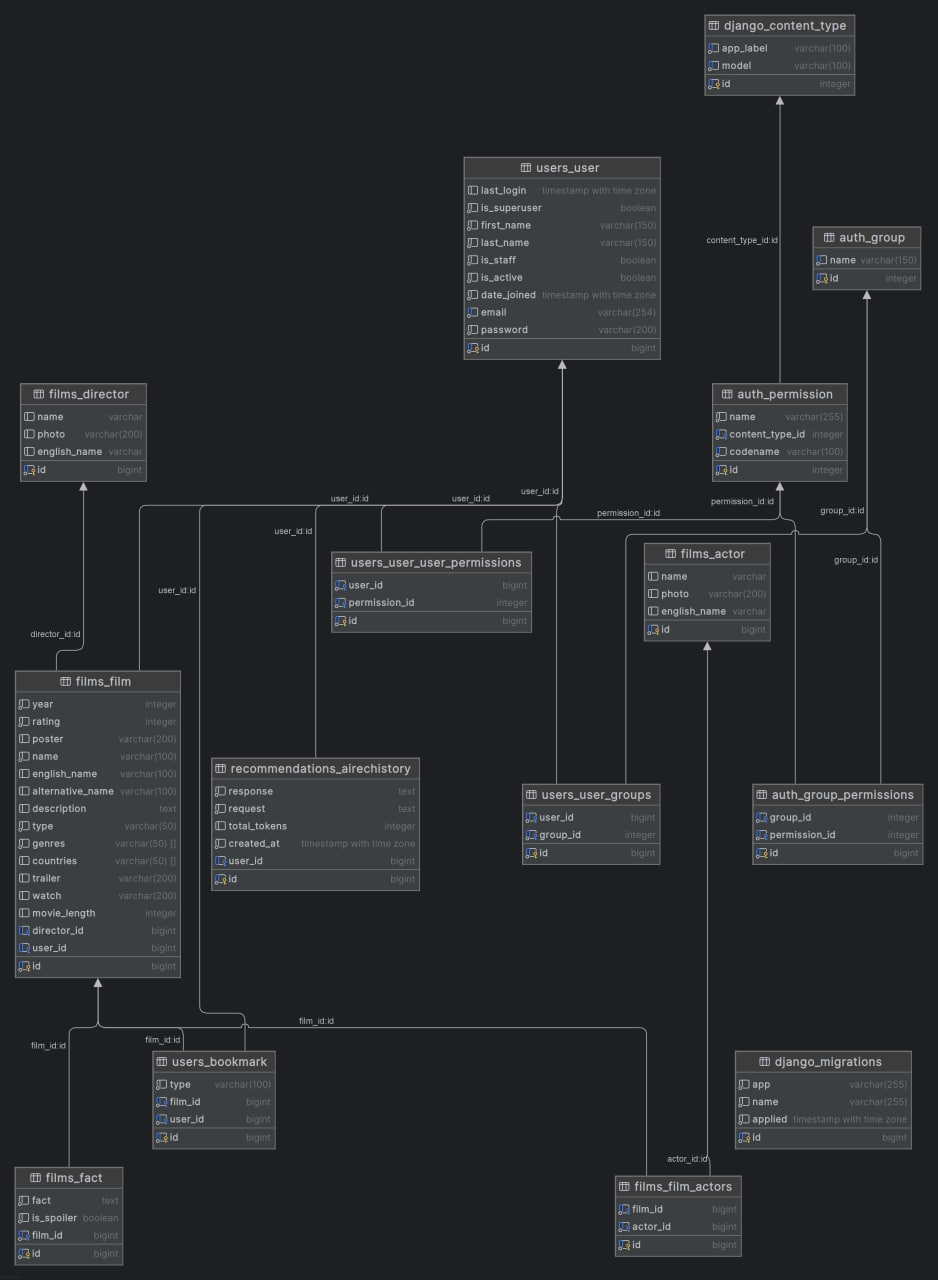 django_content_type
app_label varchar(100)
model varchar(100)
id integer
users_user
last_login timestamp with time zone
is_superuser boolean
first_name varchar(150)
last_name varchar(150)
is_staff boolean
is_active boolean
date_joined timestamp with time zone
email varchar(254)
password varchar(200)
id bigint
content_type_id:id
auth_group
name varchar(150)
id integer
films_director
name varchar
photo varchar(200)
english_name varchar
id bigint
auth_permission
name varchar(255)
content_type_id integer
codename varchar(100)
id integer
user_id:id
user_id:id
user_id:id
permission_id:id
permission_id:id
group_id:id
user_id:id
group_id:id
user_id:id
director_id:id
users_user_user_permissions
user_id bigint
permission_id integer
id bigint
films_actor
name varchar
photo varchar(200)
english_name varchar
id bigint
films_film
year integer
rating integer
poster varchar(200)
name varchar(100)
english_name varchar(100)
alternative_name varchar(100)
description text
type varchar(50)
genres varchar(50) []
countries varchar(50) []
trailer varchar(200)
watch varchar(200)
movie_length integer
director_id bigint
user_id bigint
id bigint
recommendations_airechistory
response text
request text
total_tokens integer
created_at timestamp with time zone
user_id bigint
id bigint
users_user_groups
user_id bigint
group_id integer
id bigint
auth_group_permissions
group_id integer
permission_id integer
id bigint
film_id:id
film_id:id
film_id:id
users_bookmark
type varchar(100)
film_id bigint
user_id bigint
id bigint
django_migrations
app varchar(255)
name varchar(255)
applied timestamp with time zone
id bigint
films_fact
fact text
is_spoiler boolean
film_id bigint
id bigint
actor_id:id
films_film_actors
film_id bigint
actor_id bigint
id bigint